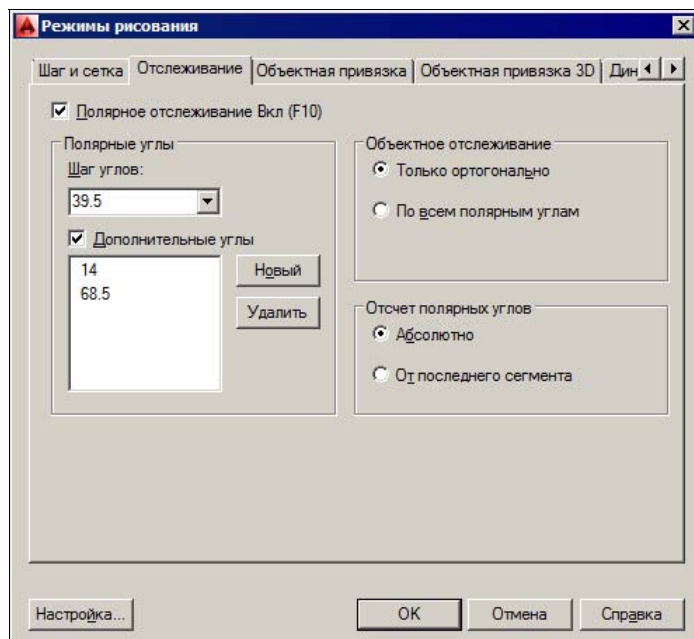 Режимы рисования
Шаг и сетка Отслеживание Объектная привязка Объектная привязка 3D Дин
Полярное отслеживание Вкл (F10)
Полярные углы
Шаг углов:
39.5
Дополнительные углы
14
68.5
Новый
Удалить
Объектное отслеживание
Только ортогонально
По всем полярным углам
Отсчет полярных углов
Абсолютно
От последнего сегмента
Настройка... OK Отмена Справка